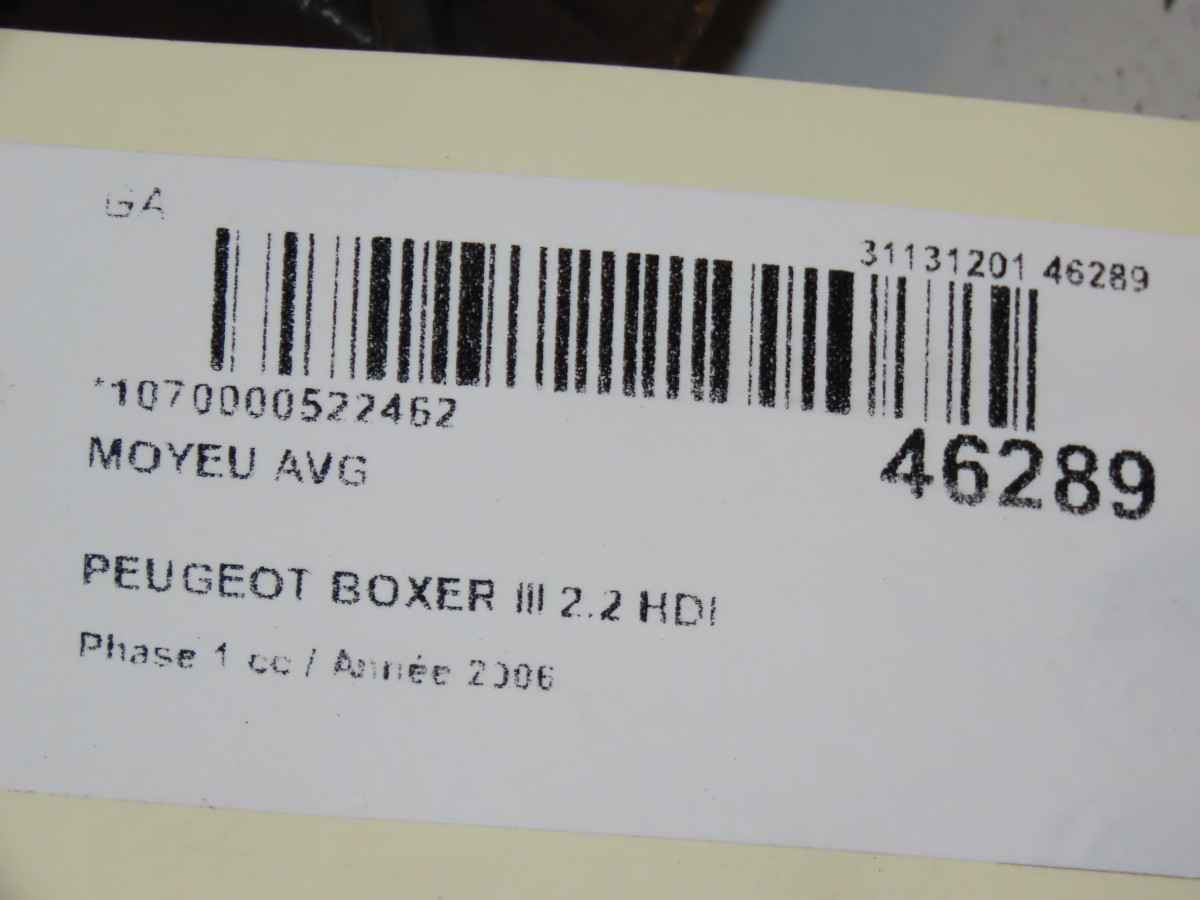 GA
31131201 46289
*1070000522462
46289
MOYEU AVG
PEUGEOT BOXER III 2.2 HDI
Phase 1 cc / Année 2006